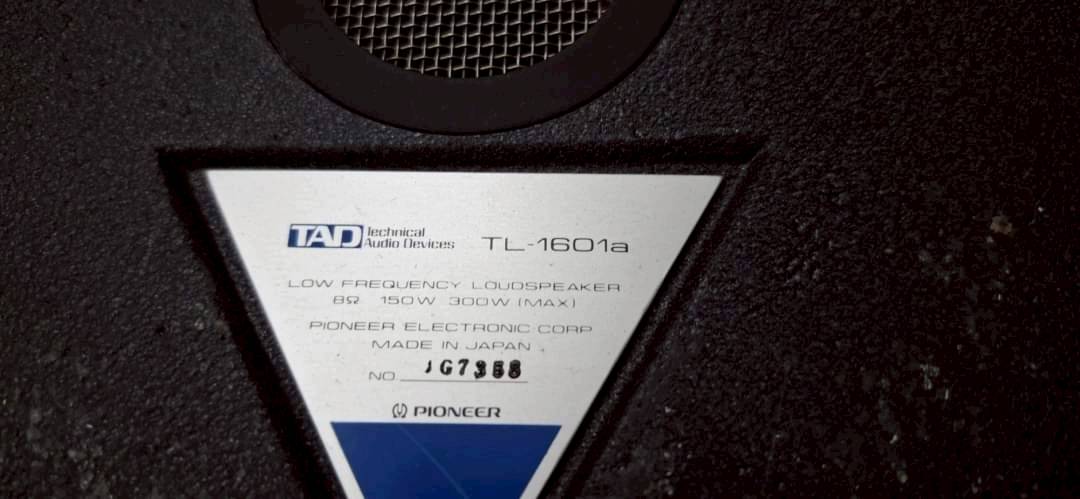 TAD Technical
Audio Devices TL-1601a
LOW FREQUENCY LOUDSPEAKER
8Ω 150W 300W (MAX)
PIONEER ELECTRONIC CORP
MADE IN JAPAN
NO. JG7358
PIONEER